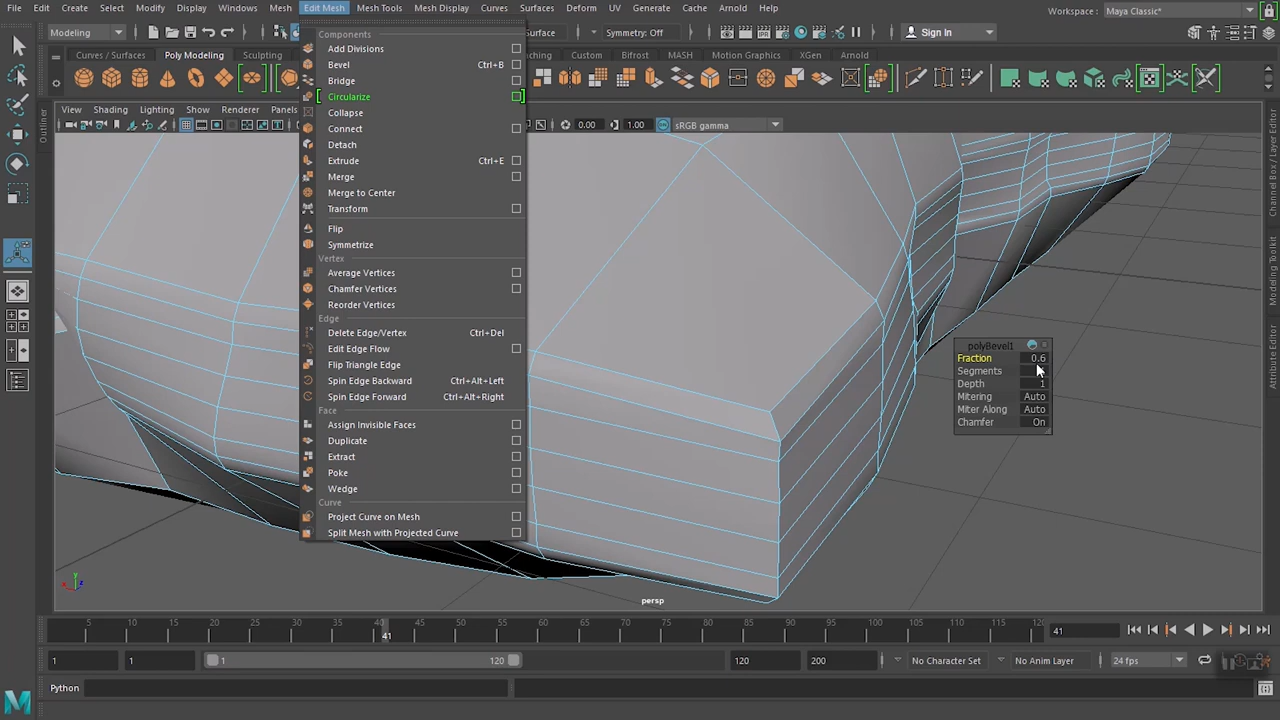 File Edit Create Select Modify Display Windows Mesh Edit Mesh Mesh Tools Mesh Display Curves Surfaces Deform UV Generate Cache Arnold Help
Workspace : Maya Classic*
Modeling
Symmetry: Off
Sign In
Curves / Surfaces Poly Modeling Sculpting
Custom Bifrost MASH Motion Graphics XGen Arnold
View Shading Lighting Show Renderer Panels
0.00 1.00 sRGB gamma
Components
Add Divisions
Bevel Ctrl+B
Bridge
Circularize
Collapse
Connect
Detach
Extrude Ctrl+E
Merge
Merge to Center
Transform
Flip
Symmetrize
Vertex
Average Vertices
Chamfer Vertices
Reorder Vertices
Edge
Delete Edge/Vertex Ctrl+Del
Edit Edge Flow
Flip Triangle Edge
Spin Edge Backward Ctrl+Alt+Left
Spin Edge Forward Ctrl+Alt+Right
Face
Assign Invisible Faces
Duplicate
Extract
Poke
Wedge
Curve
Project Curve on Mesh
Split Mesh with Projected Curve
polyBevel1
Fraction 0.6
Segments
Depth 1
Mitering Auto
Miter Along Auto
Chamfer On
Outliner
Channel Box / Layer Editor
Modeling Toolkit
Attribute Editor
persp
5 10 15 20 25 30 35 40 45 50 55 60 65 70 75 80 85 90 95 100 105 110 115 120
41
41
1 1 1 120 120 200 No Character Set No Anim Layer 24 fps
Python